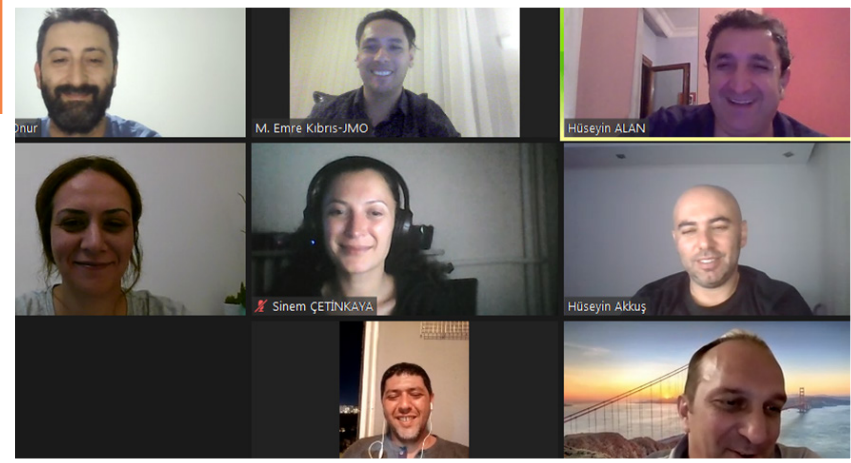 Onur
M. Emre Kıbrıs-JMO
Hüseyin ALAN
Sinem ÇETİNKAYA
Hüseyin Akkuş